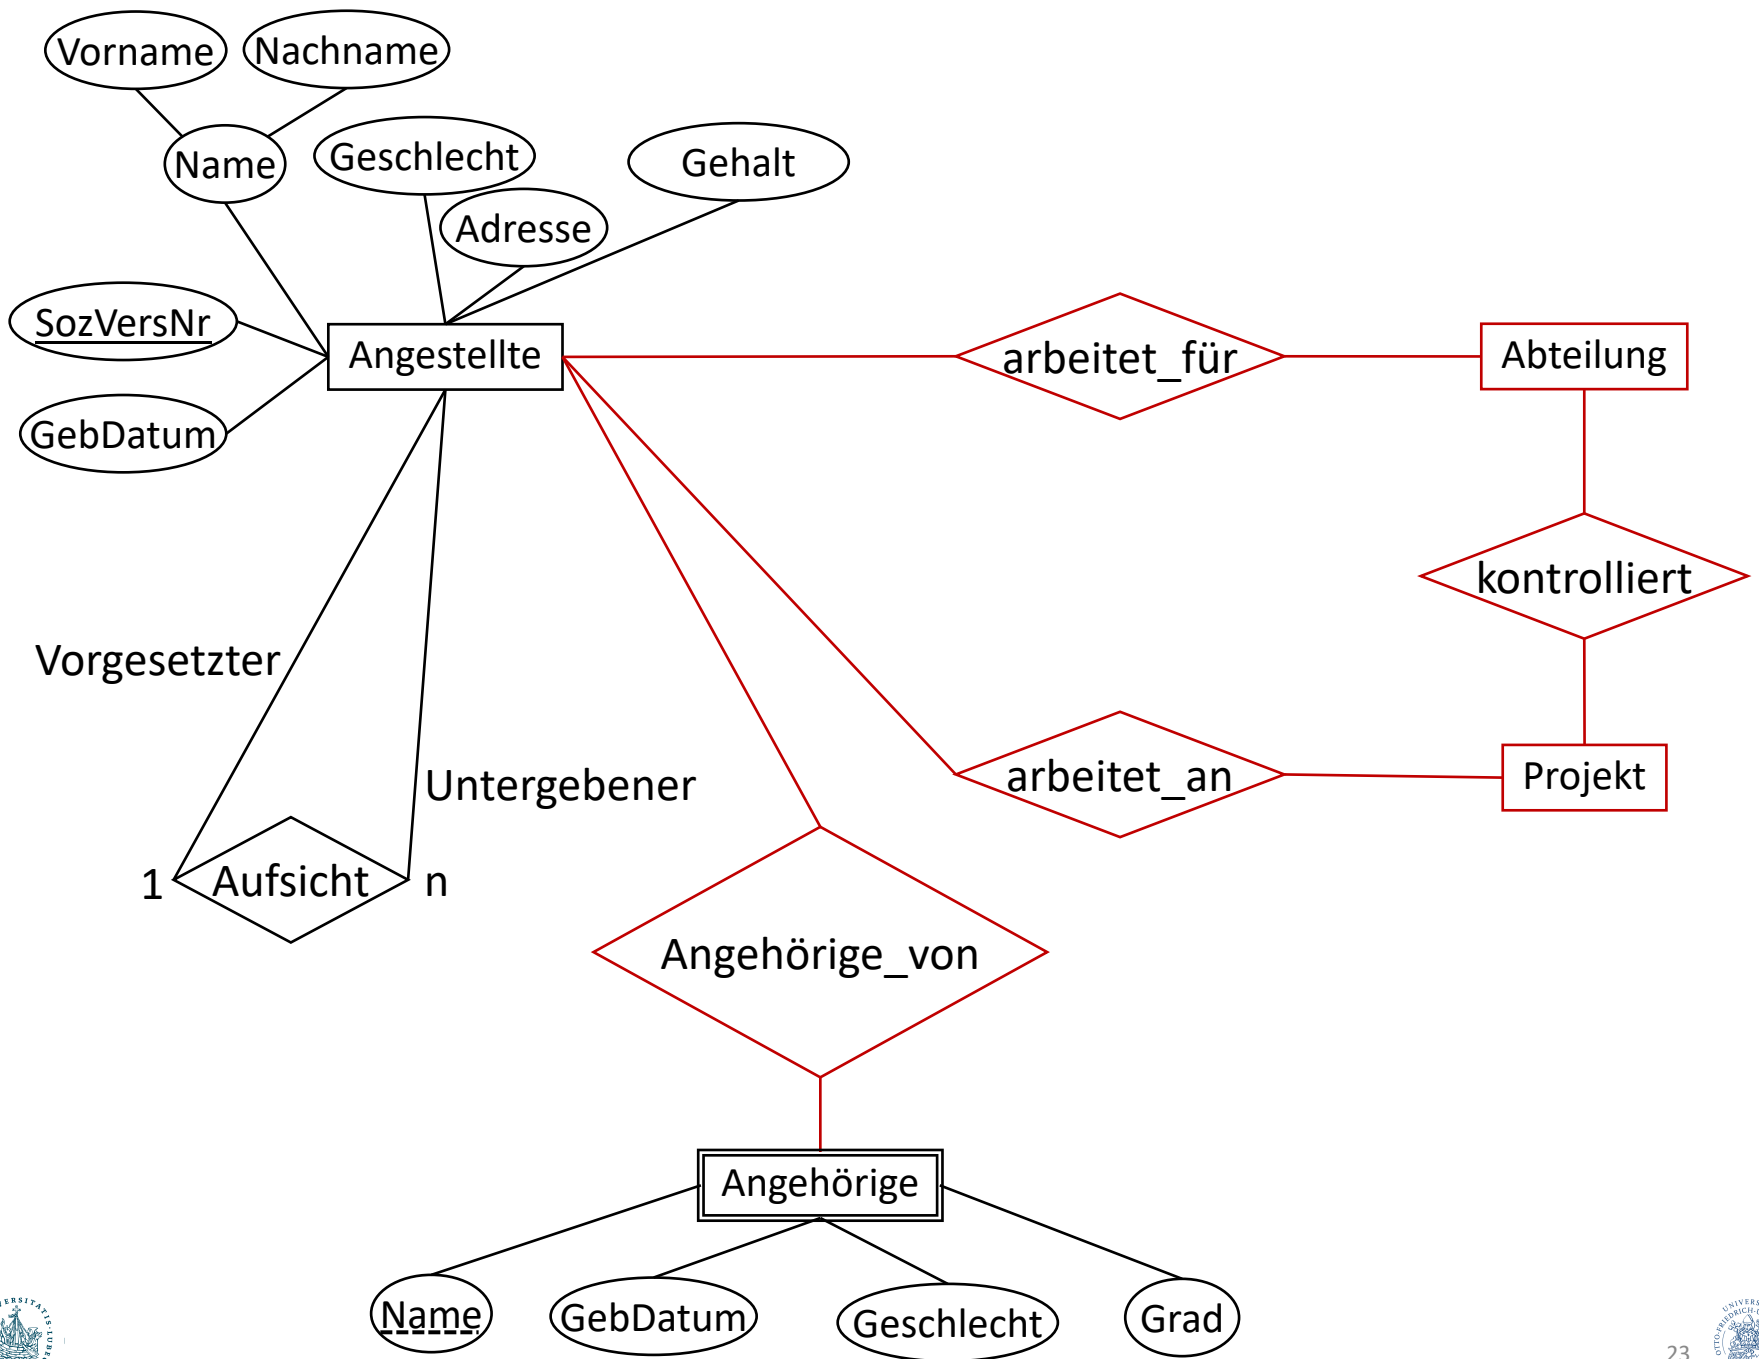 Vorname
Nachname
Name
Geschlecht
Gehalt
Adresse
SozVersNr
Angestellte
arbeitet_für
Abteilung
GebDatum
kontrolliert
Vorgesetzter
Untergebener
arbeitet_an
Projekt
1
Aufsicht
n
Angehörige_von
Angehörige
Name
GebDatum
Geschlecht
Grad
23